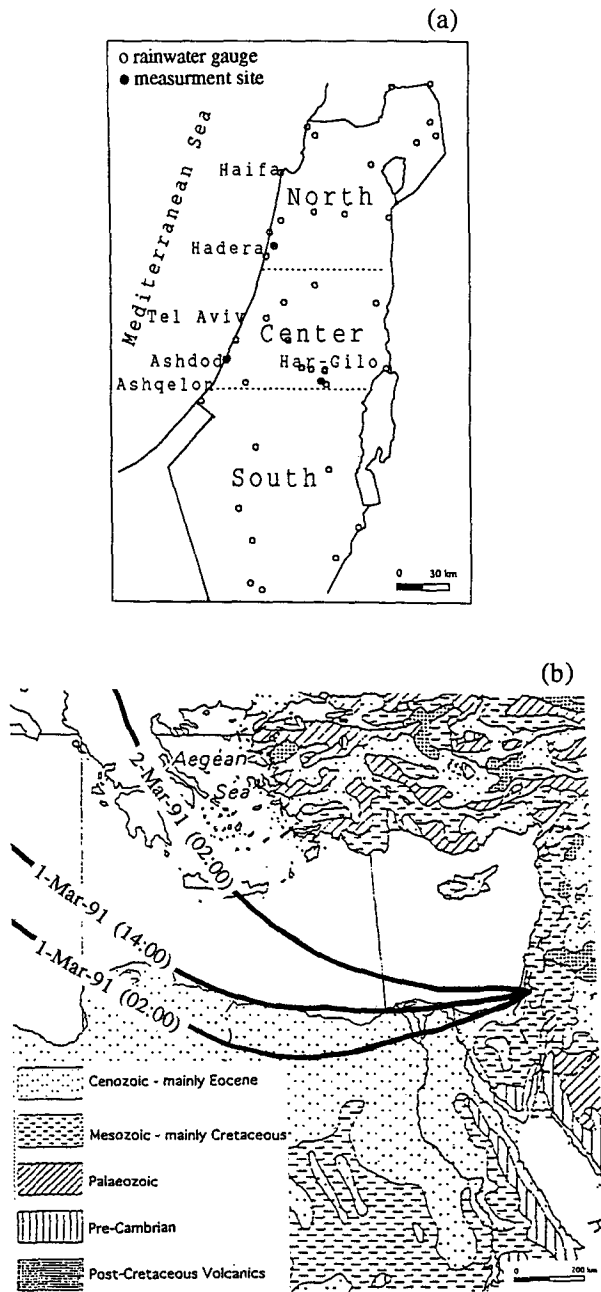 (a)
o rainwater gauge
● measurment site
Mediterranean Sea
Haifa
North
Hadera
Tel Aviv
Center
Ashdod
Har-Gilo
Ashqelon
South
0 30 km
(b)
Aegean
Sea
2-Mar-91 (02:00)
1-Mar-91 (14:00)
1-Mar-91 (02:00)
Cenozoic - mainly Eocene
Mesozoic - mainly Cretaceous
Palaeozoic
Pre-Cambrian
Post-Cretaceous Volcanics
0 200 km